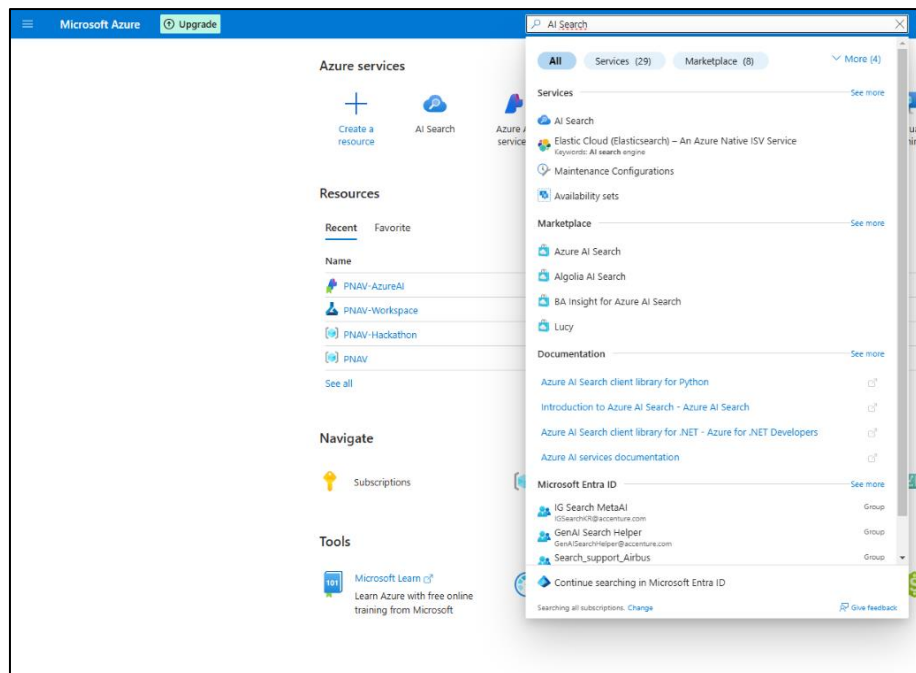 Microsoft Azure
Upgrade
AI Search
Azure services
Create a resource
AI Search
Azure A
service
Resources
Recent Favorite
Name
PNAV-AzureAI
PNAV-Workspace
PNAV-Hackathon
PNAV
See all
Navigate
Subscriptions
Tools
Microsoft Learn
Learn Azure with free online
training from Microsoft
All Services (29) Marketplace (8) More (4)
Services See more
AI Search
Elastic Cloud (Elasticsearch) – An Azure Native ISV Service
Keywords: AI search engine
Maintenance Configurations
Availability sets
Marketplace See more
Azure AI Search
Algolia AI Search
BA Insight for Azure AI Search
Lucy
Documentation See more
Azure AI Search client library for Python
Introduction to Azure AI Search - Azure AI Search
Azure AI Search client library for .NET - Azure for .NET Developers
Azure AI services documentation
Microsoft Entra ID See more
IG Search MetaAI Group
IGSearchKR@accenture.com
GenAI Search Helper Group
GenAISearchHelper@accenture.com
Search_support_Airbus Group
Continue searching in Microsoft Entra ID
Searching all subscriptions. Change Give feedback